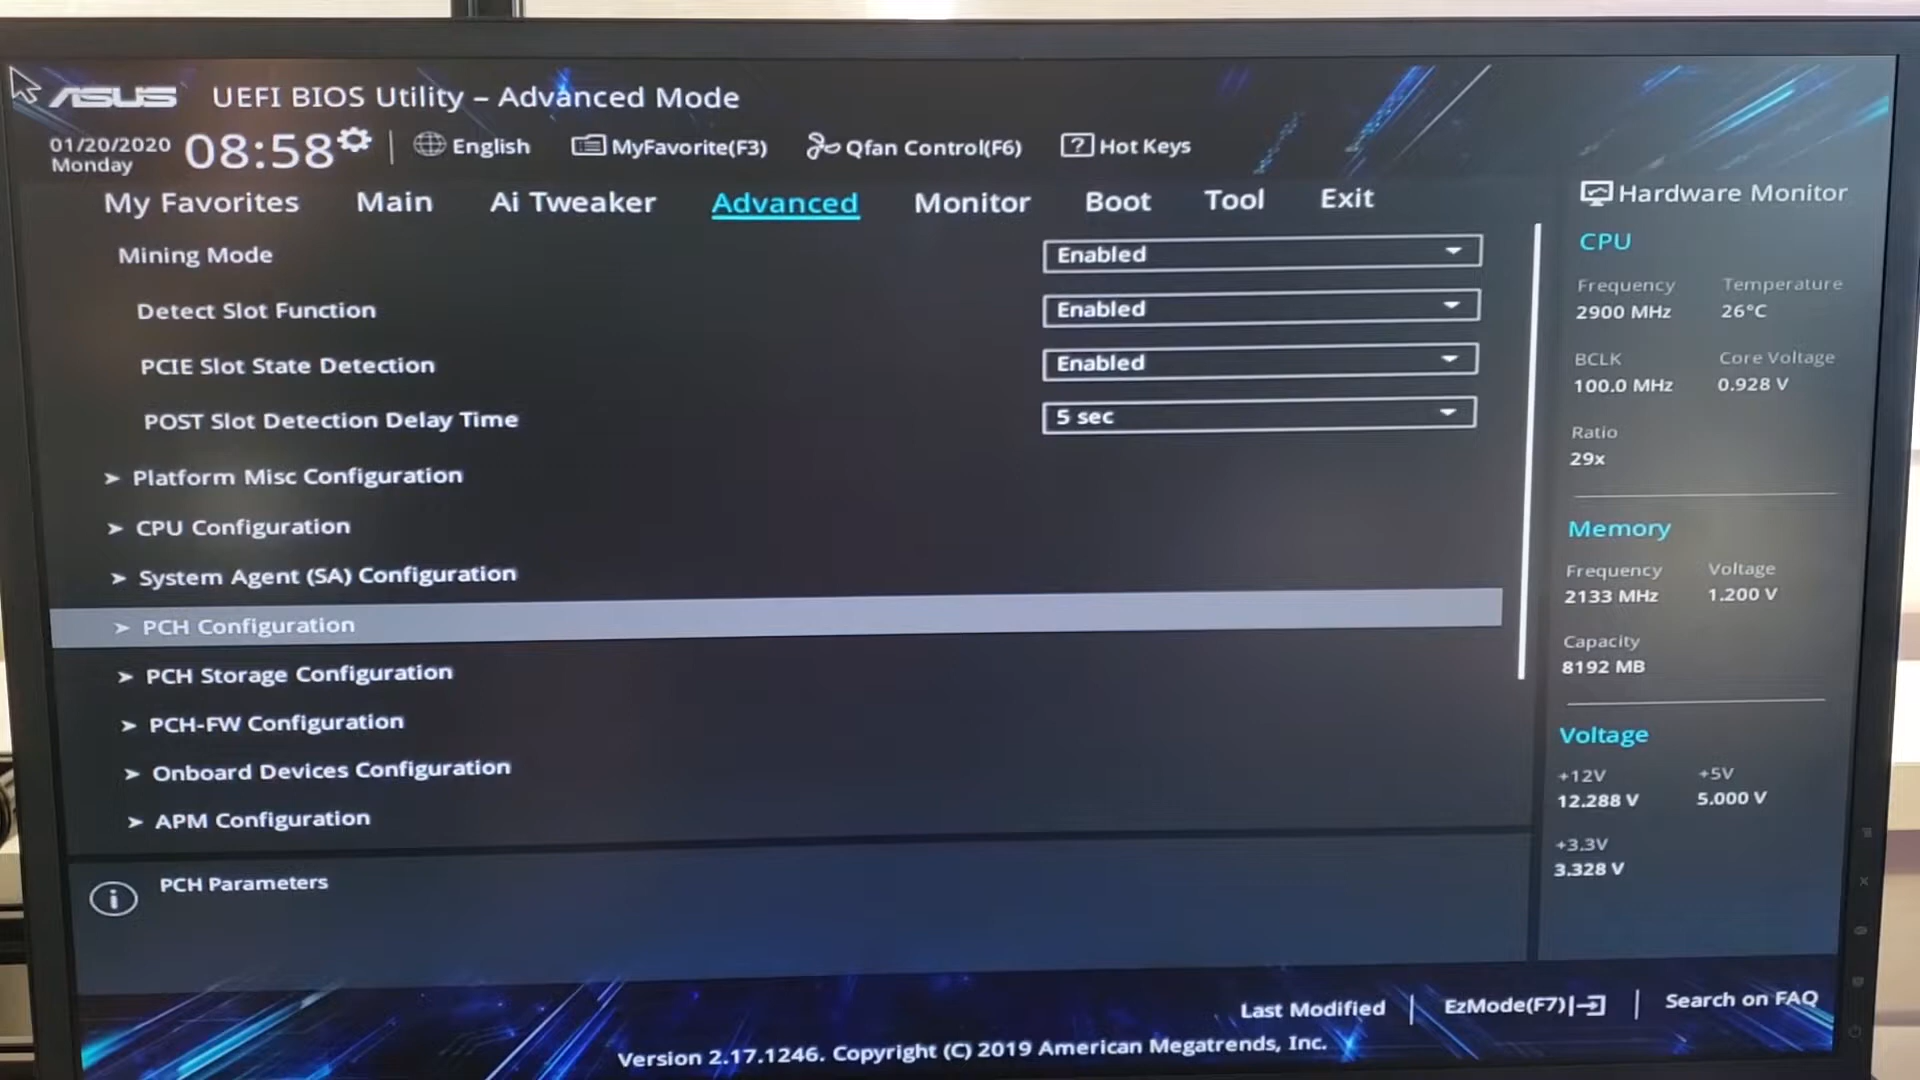 ASUS UEFI BIOS Utility – Advanced Mode
01/20/2020
Monday
08:58
English
MyFavorite(F3)
Qfan Control(F6)
? Hot Keys
My Favorites Main Ai Tweaker Advanced Monitor Boot Tool Exit
Mining Mode Enabled
Detect Slot Function Enabled
PCIE Slot State Detection Enabled
POST Slot Detection Delay Time 5 sec
> Platform Misc Configuration
> CPU Configuration
> System Agent (SA) Configuration
> PCH Configuration
> PCH Storage Configuration
> PCH-FW Configuration
> Onboard Devices Configuration
> APM Configuration
i PCH Parameters
Hardware Monitor
CPU
Frequency Temperature
2900 MHz 26°C
BCLK Core Voltage
100.0 MHz 0.928 V
Ratio
29x
Memory
Frequency Voltage
2133 MHz 1.200 V
Capacity
8192 MB
Voltage
+12V +5V
12.288 V 5.000 V
+3.3V
3.328 V
Last Modified | EzMode(F7) | Search on FAQ
Version 2.17.1246. Copyright (C) 2019 American Megatrends, Inc.